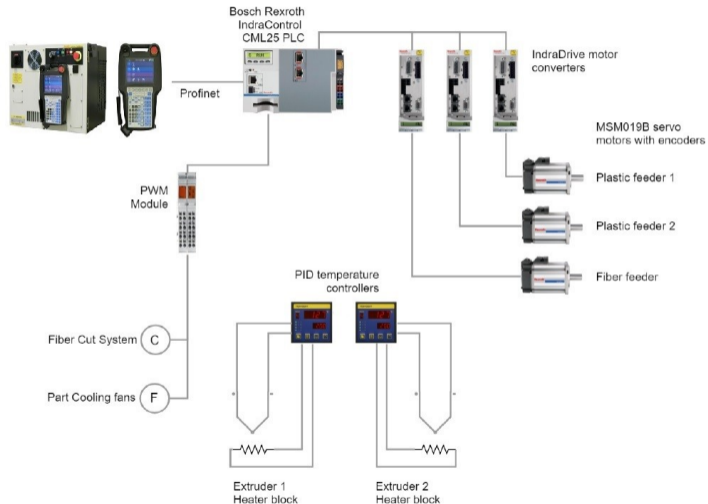 Bosch Rexroth
IndraControl
CML25 PLC
Profinet
IndraDrive motor
converters
MSM019B servo
motors with encoders
Plastic feeder 1
Plastic feeder 2
Fiber feeder
PWM
Module
PID temperature
controllers
Fiber Cut System
C
Part Cooling fans
F
Extruder 1
Heater block
Extruder 2
Heater block